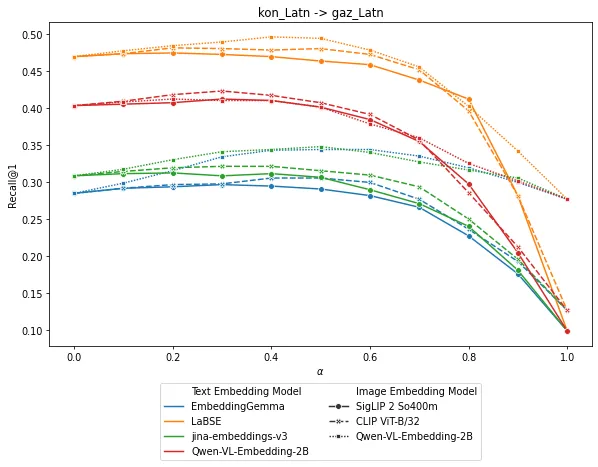 kon_Latn -> gaz_Latn
Recall@1
0.50
0.45
0.40
0.35
0.30
0.25
0.20
0.15
0.10
0.0 0.2 0.4 0.6 0.8 1.0
α
Text Embedding Model Image Embedding Model
EmbeddingGemma SigLIP 2 So400m
LaBSE CLIP ViT-B/32
jina-embeddings-v3 Qwen-VL-Embedding-2B
Qwen-VL-Embedding-2B